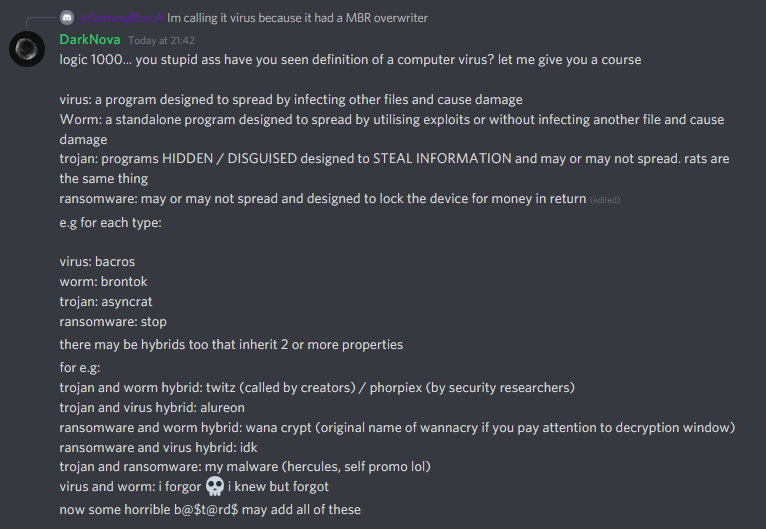 Im calling it virus because it had a MBR overwriter
DarkNova Today at 21:42
logic 1000... you stupid ass have you seen definition of a computer virus? let me give you a course
virus: a program designed to spread by infecting other files and cause damage
Worm: a standalone program designed to spread by utilising exploits or without infecting another file and cause
damage
trojan: programs HIDDEN / DISGUISED designed to STEAL INFORMATION and may or may not spread. rats are
the same thing
ransomware: may or may not spread and designed to lock the device for money in return (edited)
e.g for each type:
virus: bacros
worm: brontok
trojan: asyncrat
ransomware: stop
there may be hybrids too that inherit 2 or more properties
for e.g:
trojan and worm hybrid: twitz (called by creators) / phorpiex (by security researchers)
trojan and virus hybrid: alureon
ransomware and worm hybrid: wana crypt (original name of wannacry if you pay attention to decryption window)
ransomware and virus hybrid: idk
trojan and ransomware: my malware (hercules, self promo lol)
virus and worm: i forgor 💀 i knew but forgot
now some horrible b@$t@rd$ may add all of these